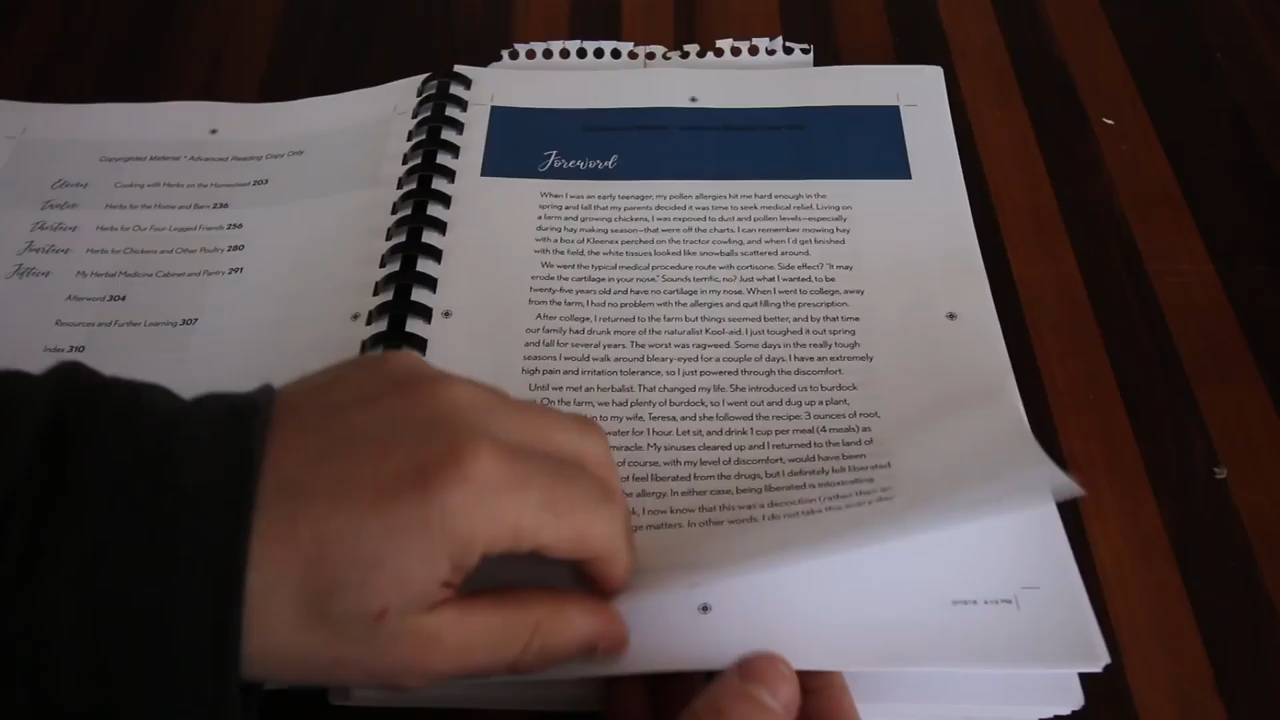 Copyrighted Material * Advanced Reading Copy Only
Eleven Cooking with Herbs on the Homestead 203
Twelve Herbs for the Home and Barn 236
Thirteen Herbs for Our Four-Legged Friends 256
Fourteen Herbs for Chickens and Other Poultry 280
Fifteen My Herbal Medicine Cabinet and Pantry 291
Afterword 304
Resources and Further Learning 307
Index 310
Foreword
When I was an early teenager, my pollen allergies hit me hard enough in the
spring and fall that my parents decided it was time to seek medical relief. Living on
a farm and growing chickens, I was exposed to dust and pollen levels—especially
during hay making season—that were off the charts. I can remember mowing hay
with a box of Kleenex perched on the tractor cowling, and when I'd get finished
with the field, the white tissues looked like snowballs scattered around.
We went the typical medical procedure route with cortisone. Side effect? "It may
erode the cartilage in your nose." Sounds terrific, no? Just what I wanted, to be
twenty-five years old and have no cartilage in my nose. When I went to college, away
from the farm, I had no problem with the allergies and quit filling the prescription.
After college, I returned to the farm but things seemed better, and by that time
our family had drunk more of the naturalist Kool-aid. I just toughed it out spring
and fall for several years. The worst was ragweed. Some days in the really tough
seasons I would walk around bleary-eyed for a couple of days. I have an extremely
high pain and irritation tolerance, so I just powered through the discomfort.
Until we met an herbalist. That changed my life. She introduced us to burdock
On the farm, we had plenty of burdock, so I went out and dug up a plant,
in to my wife, Teresa, and she followed the recipe: 3 ounces of root,
water for 1 hour. Let sit, and drink 1 cup per meal (4 meals) as
miracle. My sinuses cleared up and I returned to the land of
of course, with my level of discomfort, would have been
of feel liberated from the drugs, but I definitely felt liberated
allergy. In either case, being liberated is intoxicating.
I now know that this was a decoction (rather than an
matters. In other words, I do not take this every day